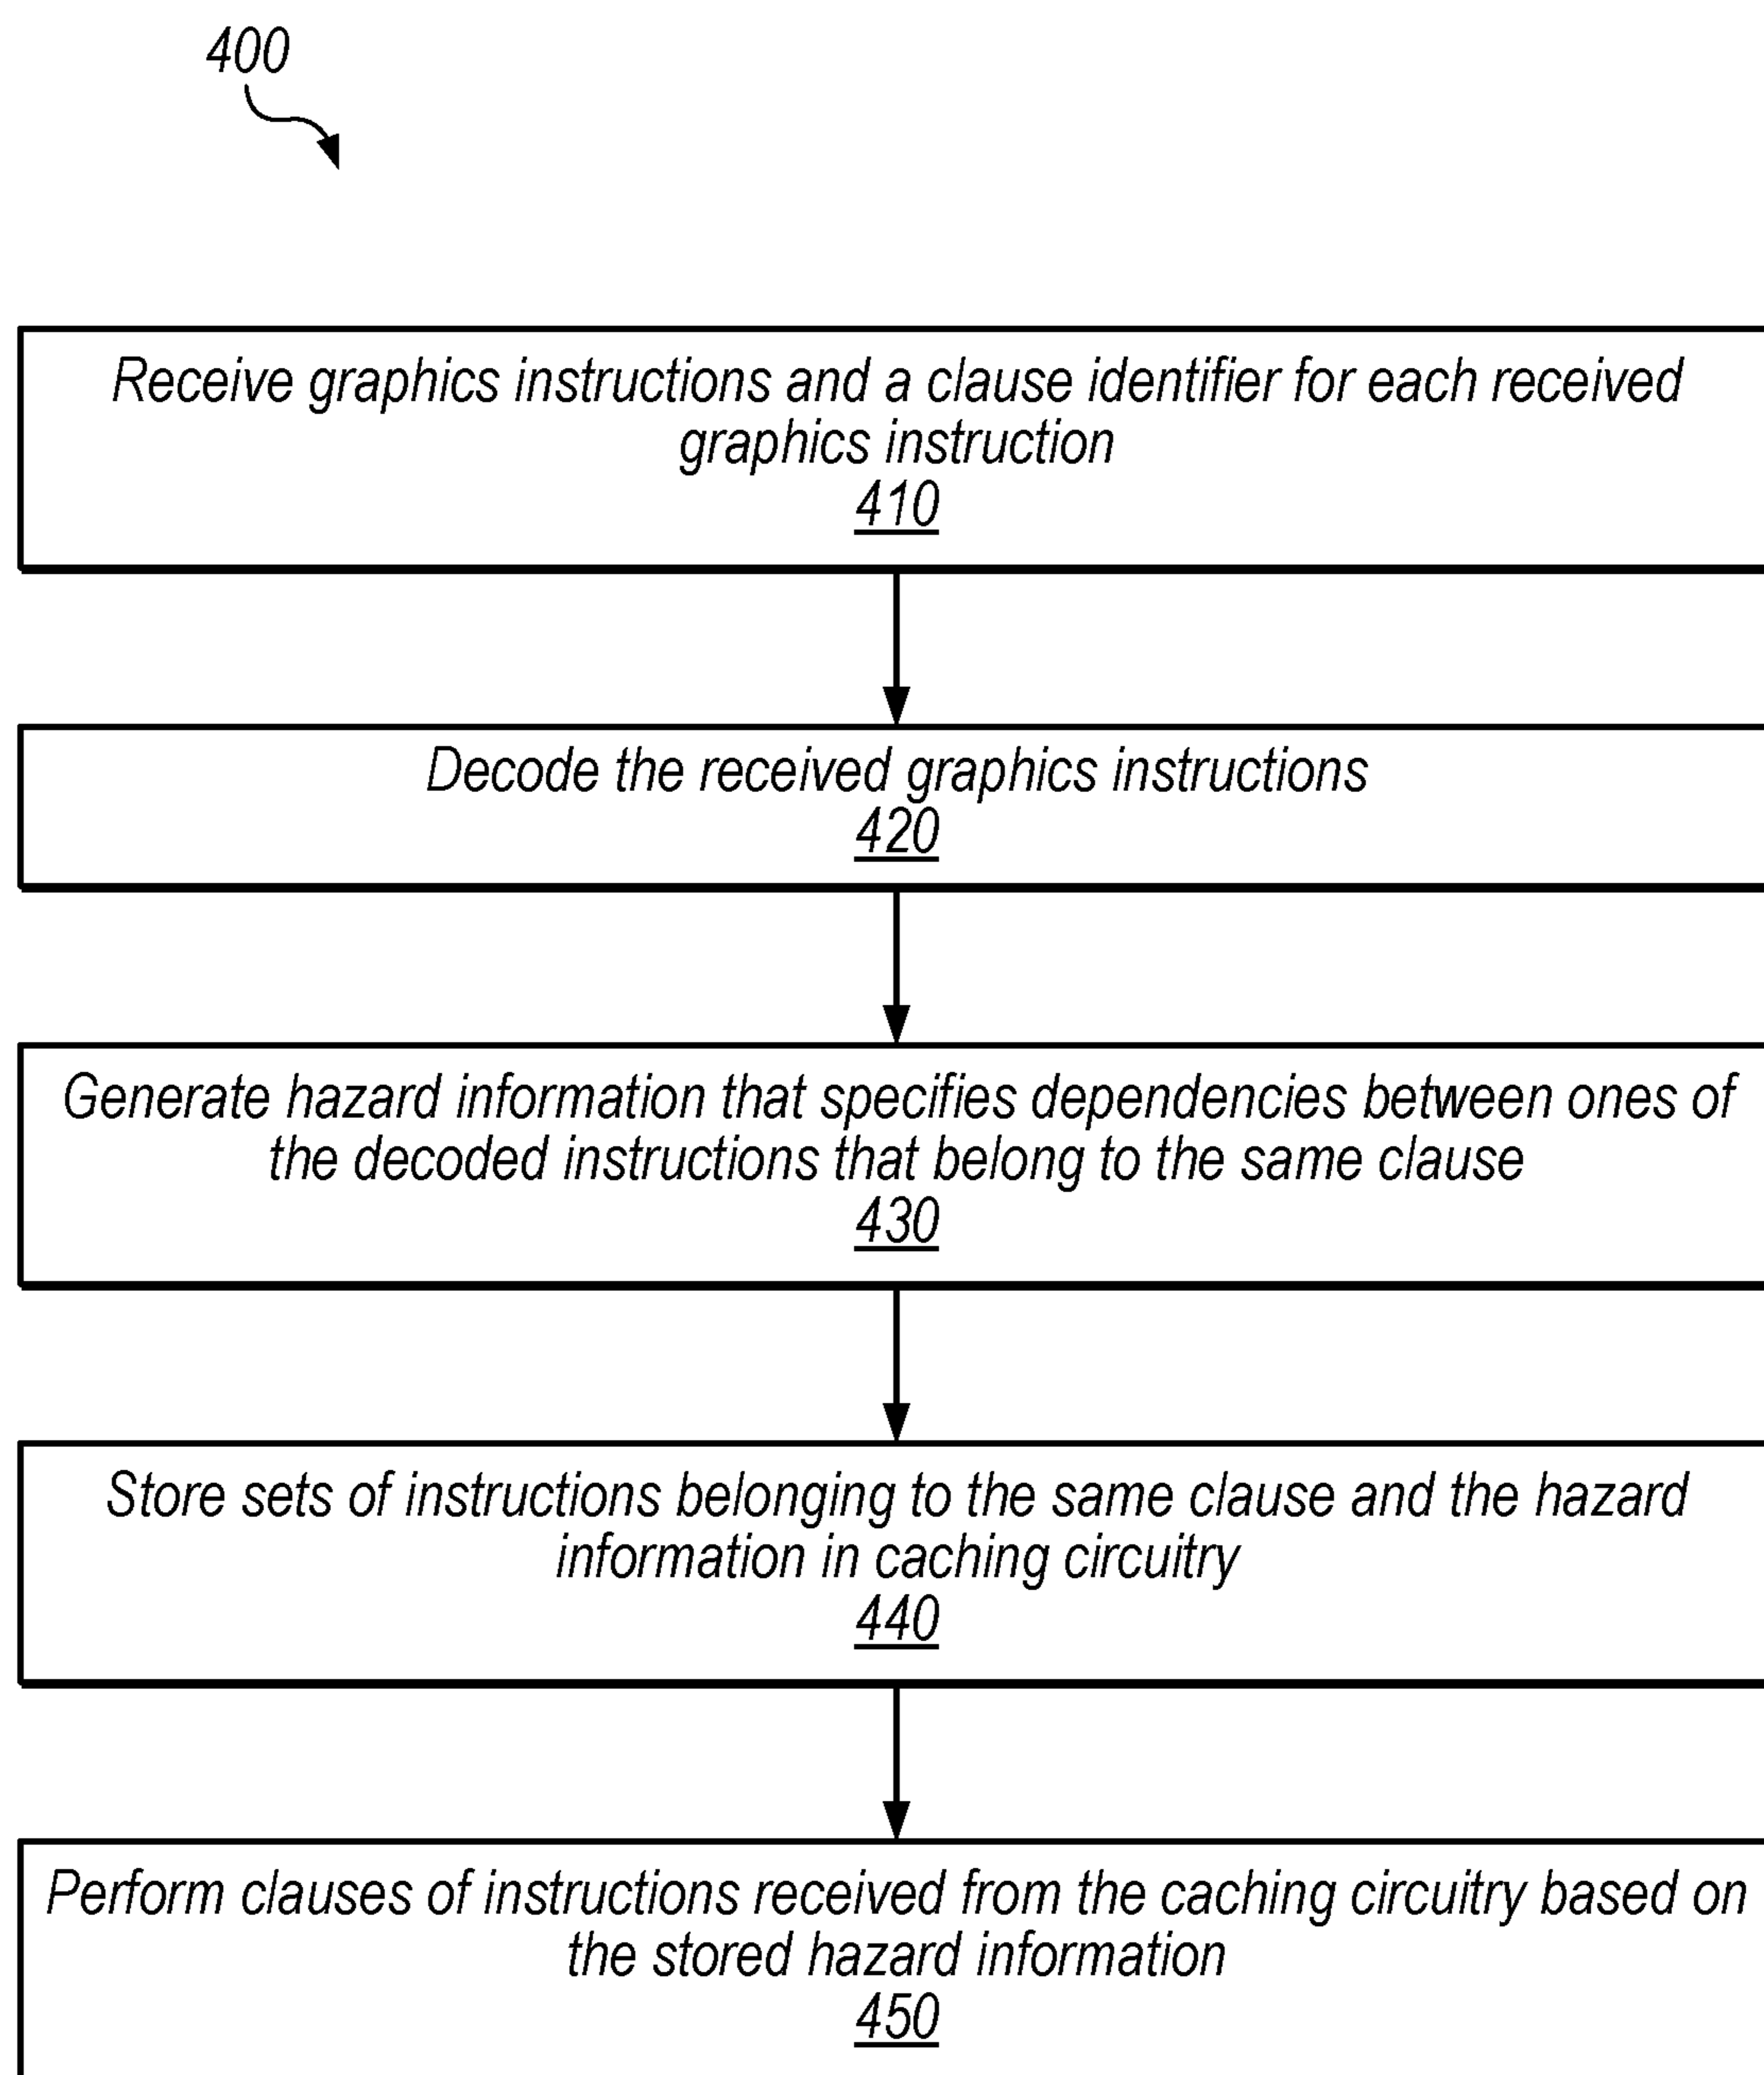 400
Receive graphics instructions and a clause identifier for each received
graphics instruction
410
Decode the received graphics instructions
420
Generate hazard information that specifies dependencies between ones of
the decoded instructions that belong to the same clause
430
Store sets of instructions belonging to the same clause and the hazard
information in caching circuitry
440
Perform clauses of instructions received from the caching circuitry based on
the stored hazard information
450